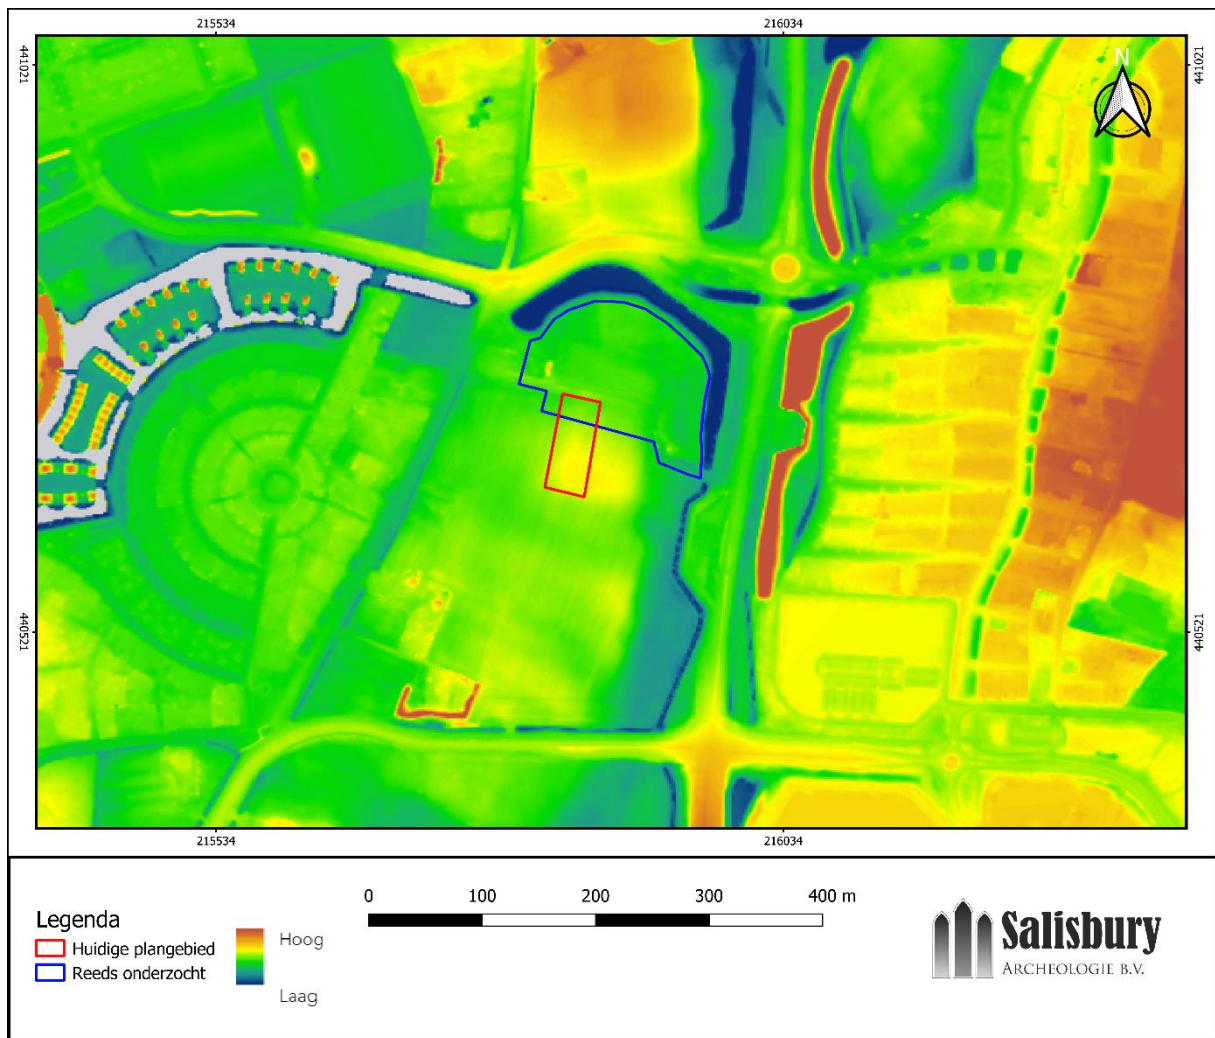 215534 216034
441021 441021
N
440521 440521
215534 216034
0 100 200 300 400 m
Legenda
Huidige plangebied
Reeds onderzocht
Hoog
Laag
Salisbury
ARCHEOLOGIE B.V.